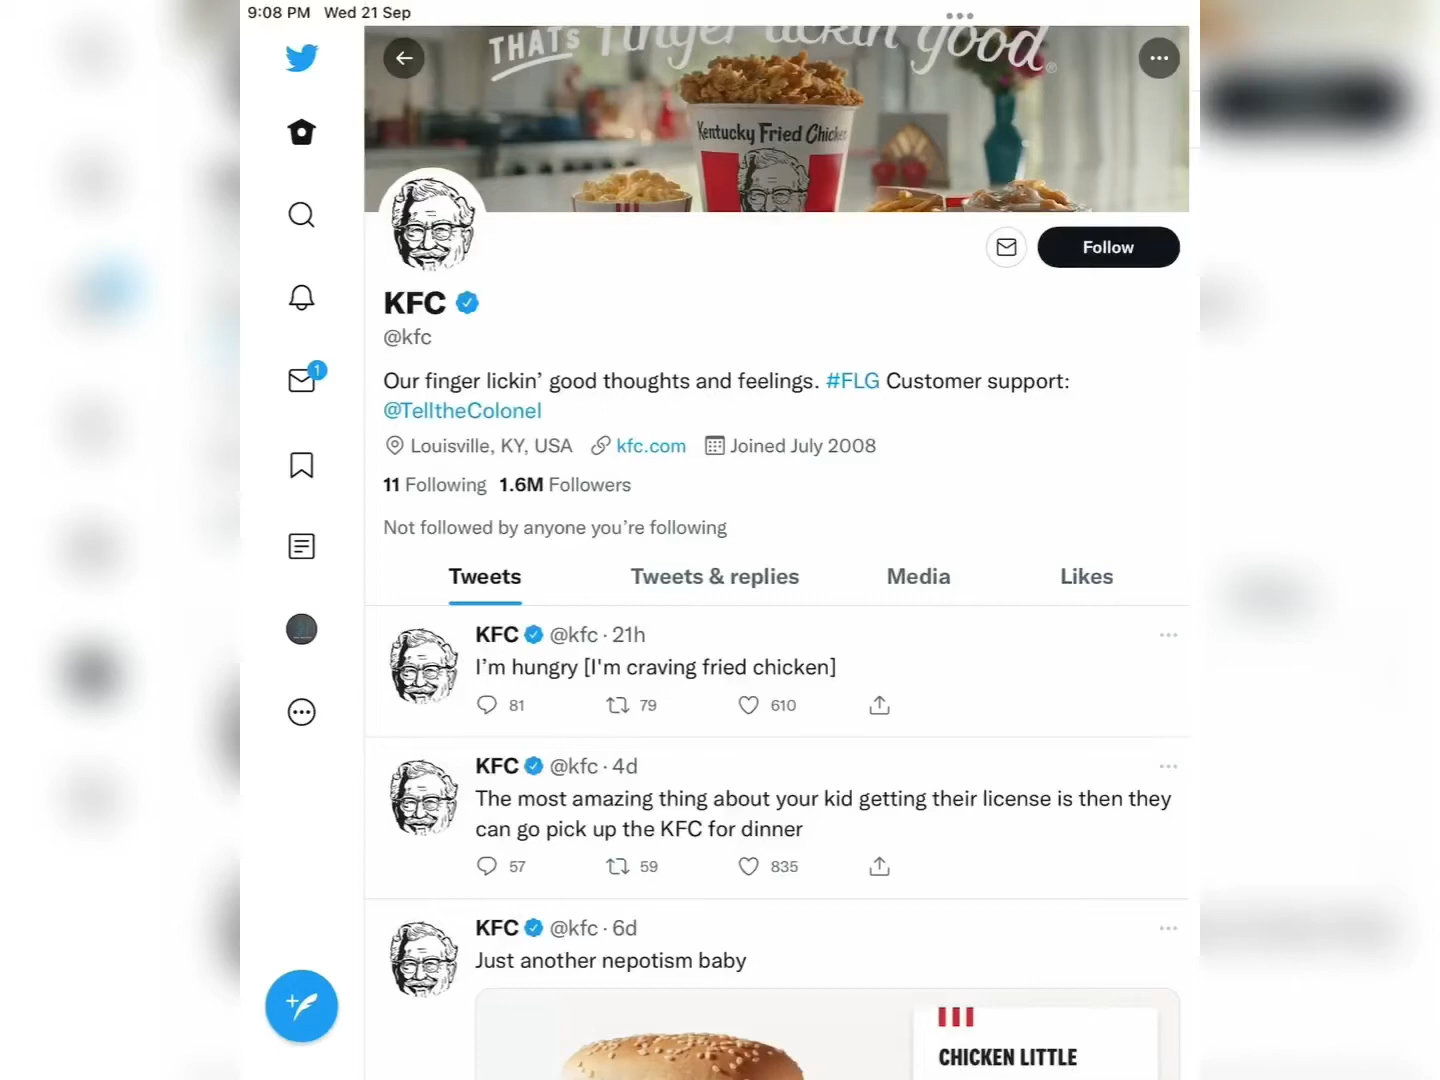 9:08 PM Wed 21 Sep
THATS finger lickin good®
Kentucky Fried Chicken
Follow
KFC
@kfc
Our finger lickin’ good thoughts and feelings. #FLG Customer support:
@TelltheColonel
Louisville, KY, USA kfc.com Joined July 2008
11 Following 1.6M Followers
Not followed by anyone you’re following
Tweets Tweets & replies Media Likes
KFC @kfc · 21h
I’m hungry [I'm craving fried chicken]
81 79 610
KFC @kfc · 4d
The most amazing thing about your kid getting their license is then they
can go pick up the KFC for dinner
57 59 835
KFC @kfc · 6d
Just another nepotism baby
CHICKEN LITTLE
1